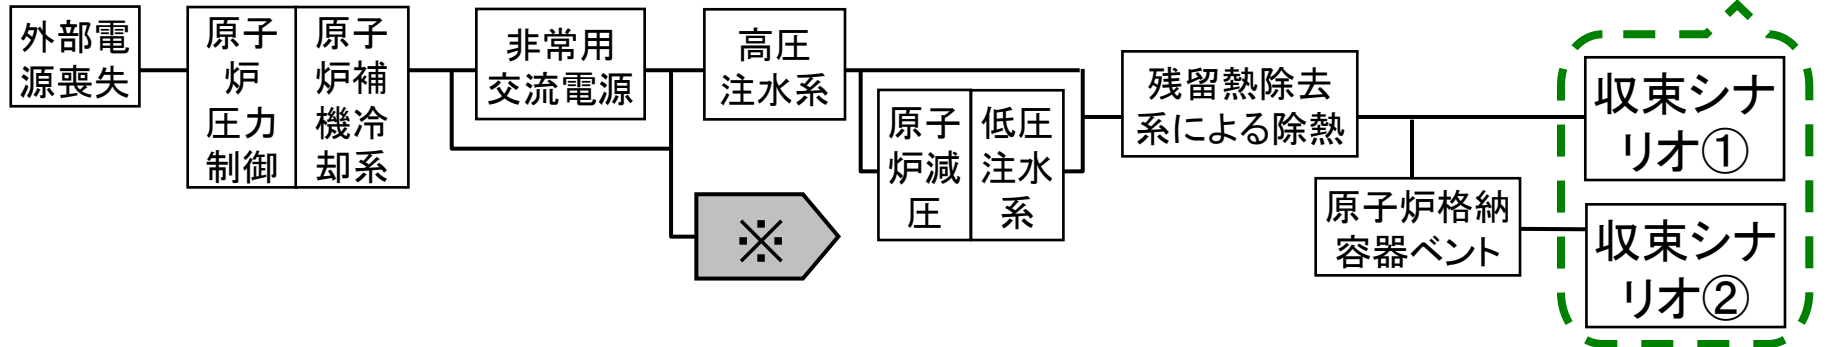 外部電
源喪失
原子
炉
圧力
制御
原子
炉補
機冷
却系
非常用
交流電源
高圧
注水系
※
原子
炉減
圧
低圧
注水
系
残留熱除去
系による除熱
原子炉格納
容器ベント
収束シナ
リオ①
収束シナ
リオ②